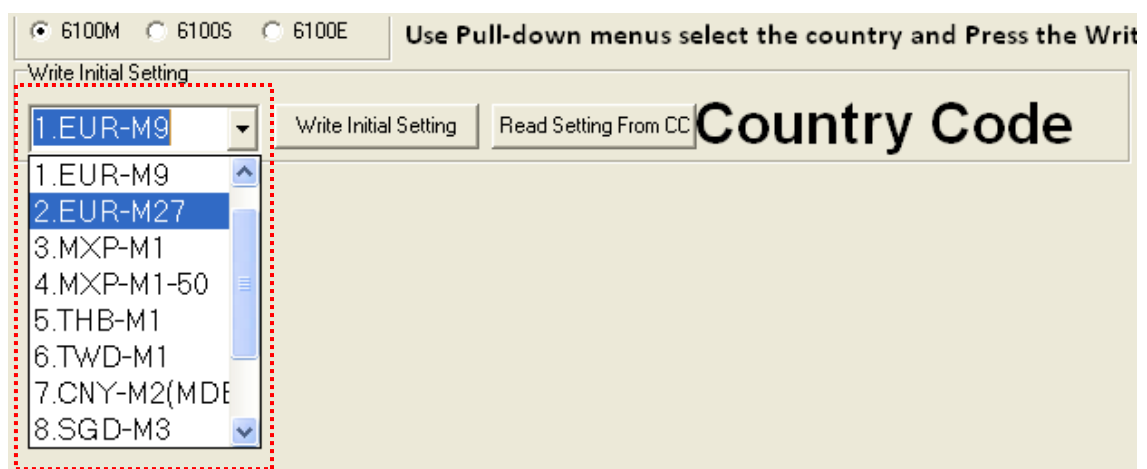 6100M 6100S 6100E Use Pull-down menus select the country and Press the Writ
Write Initial Setting
1.EUR-M9 Write Initial Setting Read Setting From CC Country Code
1.EUR-M9
2.EUR-M27
3.MXP-M1
4.MXP-M1-50
5.THB-M1
6.TWD-M1
7.CNY-M2(MDB
8.SGD-M3